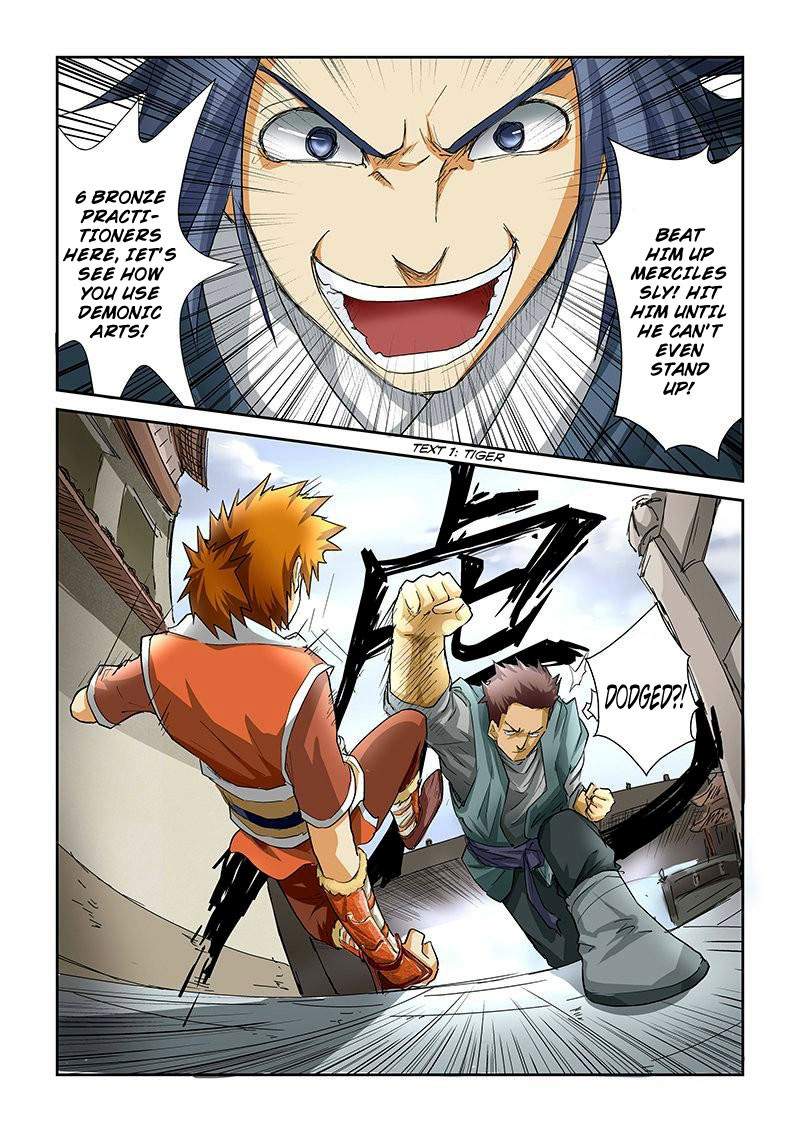 6 BRONZE
PRACTI-
TIONERS
HERE, IET'S
SEE HOW
YOU USE
DEMONIC
ARTS!
BEAT
HIM UP
MERCILES
SLY! HIT
HIM UNTIL
HE CAN'T
EVEN
STAND
UP!
TEXT 1: TIGER
虎
DODGED?!